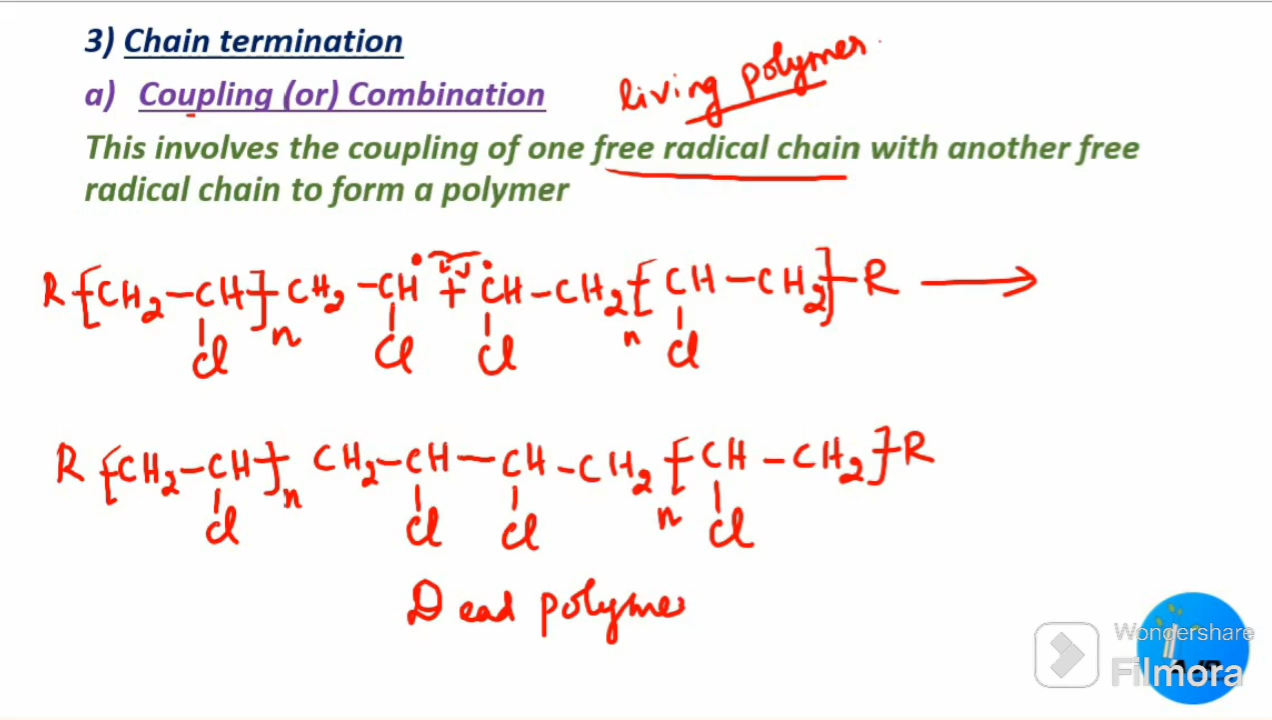 3) Chain termination
a) Coupling (or) Combination
living polymer
This involves the coupling of one free radical chain with another free
radical chain to form a polymer
R-[CH2-CH-]n CH2-CH• + •CH-CH2 n[-CH-CH2]-R →
Cl Cl Cl Cl
R-[CH2-CH-]n CH2-CH-CH-CH2 n[-CH-CH2]-R
Cl Cl Cl Cl
Dead polymer
Wondershare
Filmora